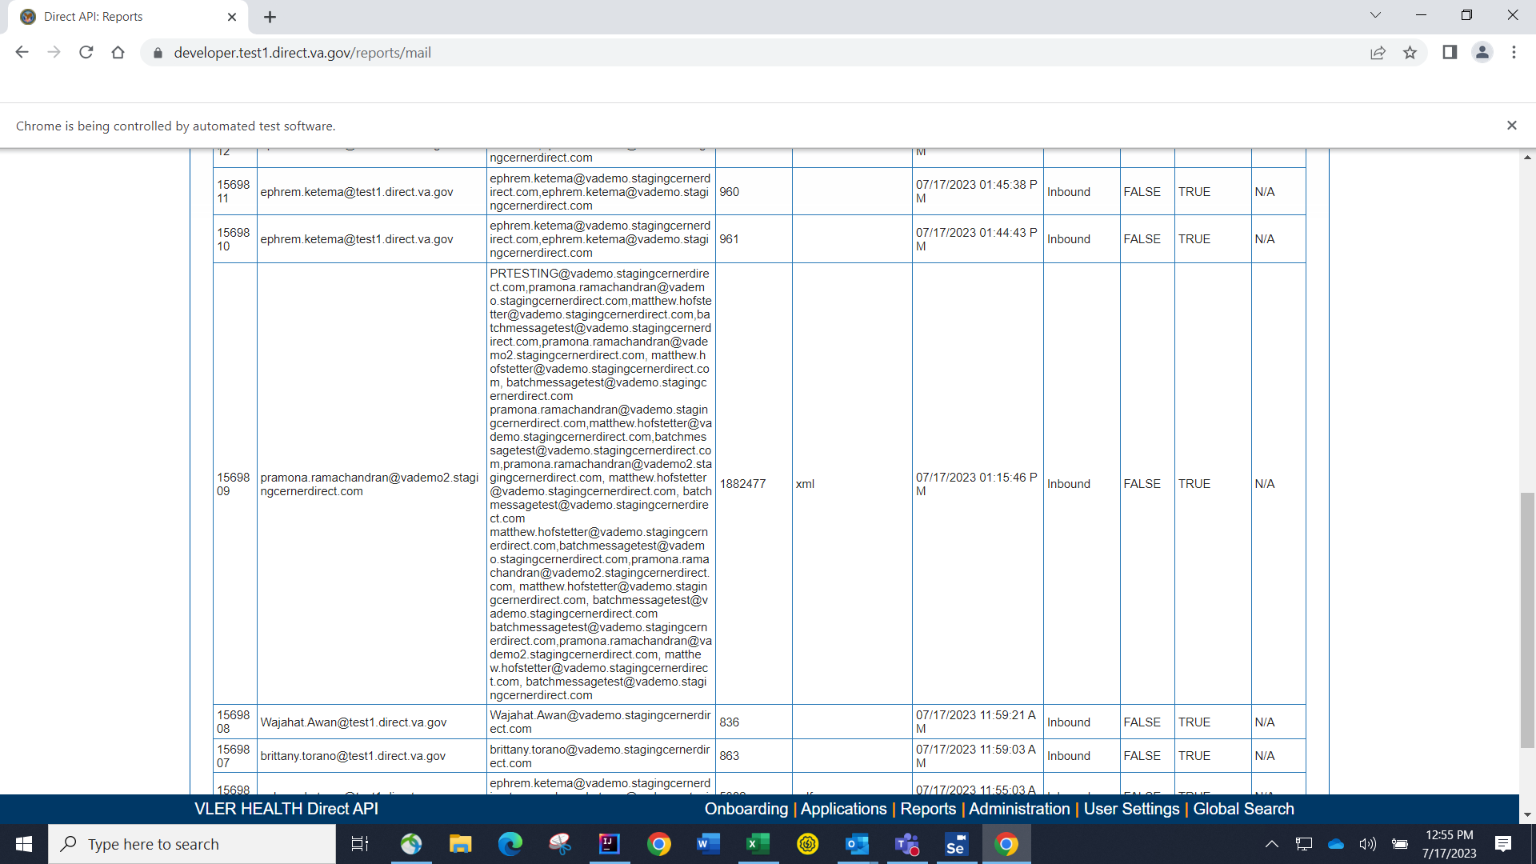 Direct API: Reports
developer.test1.direct.va.gov/reports/mail
Chrome is being controlled by automated test software.
12
ngcernerdirect.com
M
1569811
ephrem.ketema@test1.direct.va.gov
ephrem.ketema@vademo.stagingcernerd
irect.com,ephrem.ketema@vademo.stagi
ngcernerdirect.com
960
07/17/2023 01:45:38 P
M
Inbound
FALSE
TRUE
N/A
1569810
ephrem.ketema@test1.direct.va.gov
ephrem.ketema@vademo.stagingcernerd
irect.com,ephrem.ketema@vademo.stagi
ngcernerdirect.com
961
07/17/2023 01:44:43 P
M
Inbound
FALSE
TRUE
N/A
1569809
pramona.ramachandran@vademo2.stagi
ngcernerdirect.com
PRTESTING@vademo.stagingcernerdire
ct.com,pramona.ramachandran@vadem
o.stagingcernerdirect.com,matthew.hofste
tter@vademo.stagingcernerdirect.com,ba
tchmessagetest@vademo.stagingcernerd
irect.com,pramona.ramachandran@vade
mo2.stagingcernerdirect.com, matthew.h
ofstetter@vademo.stagingcernerdirect.co
m, batchmessagetest@vademo.stagingc
ernerdirect.com
pramona.ramachandran@vademo.stagin
gcernerdirect.com,matthew.hofstetter@va
demo.stagingcernerdirect.com,batchmes
sagetest@vademo.stagingcernerdirect.co
m,pramona.ramachandran@vademo2.sta
gingcernerdirect.com, matthew.hofstetter
@vademo.stagingcernerdirect.com, batch
messagetest@vademo.stagingcernerdire
ct.com
matthew.hofstetter@vademo.stagingcern
erdirect.com,batchmessagetest@vadem
o.stagingcernerdirect.com,pramona.rama
chandran@vademo2.stagingcernerdirect.
com, matthew.hofstetter@vademo.stagin
gcernerdirect.com, batchmessagetest@v
ademo.stagingcernerdirect.com
batchmessagetest@vademo.stagingcern
erdirect.com,pramona.ramachandran@va
demo2.stagingcernerdirect.com, matthe
w.hofstetter@vademo.stagingcernerdirec
t.com, batchmessagetest@vademo.stagi
ngcernerdirect.com
1882477
xml
07/17/2023 01:15:46 P
M
Inbound
FALSE
TRUE
N/A
1569808
Wajahat.Awan@test1.direct.va.gov
Wajahat.Awan@vademo.stagingcernerdir
ect.com
836
07/17/2023 11:59:21 A
M
Inbound
FALSE
TRUE
N/A
1569807
brittany.torano@test1.direct.va.gov
brittany.torano@vademo.stagingcernerdir
ect.com
863
07/17/2023 11:59:03 A
M
Inbound
FALSE
TRUE
N/A
15698
ephrem.ketema@vademo.stagingcernerd
07/17/2023 11:55:03 A
VLER HEALTH Direct API
Onboarding | Applications | Reports | Administration | User Settings | Global Search
Type here to search
12:55 PM
7/17/2023